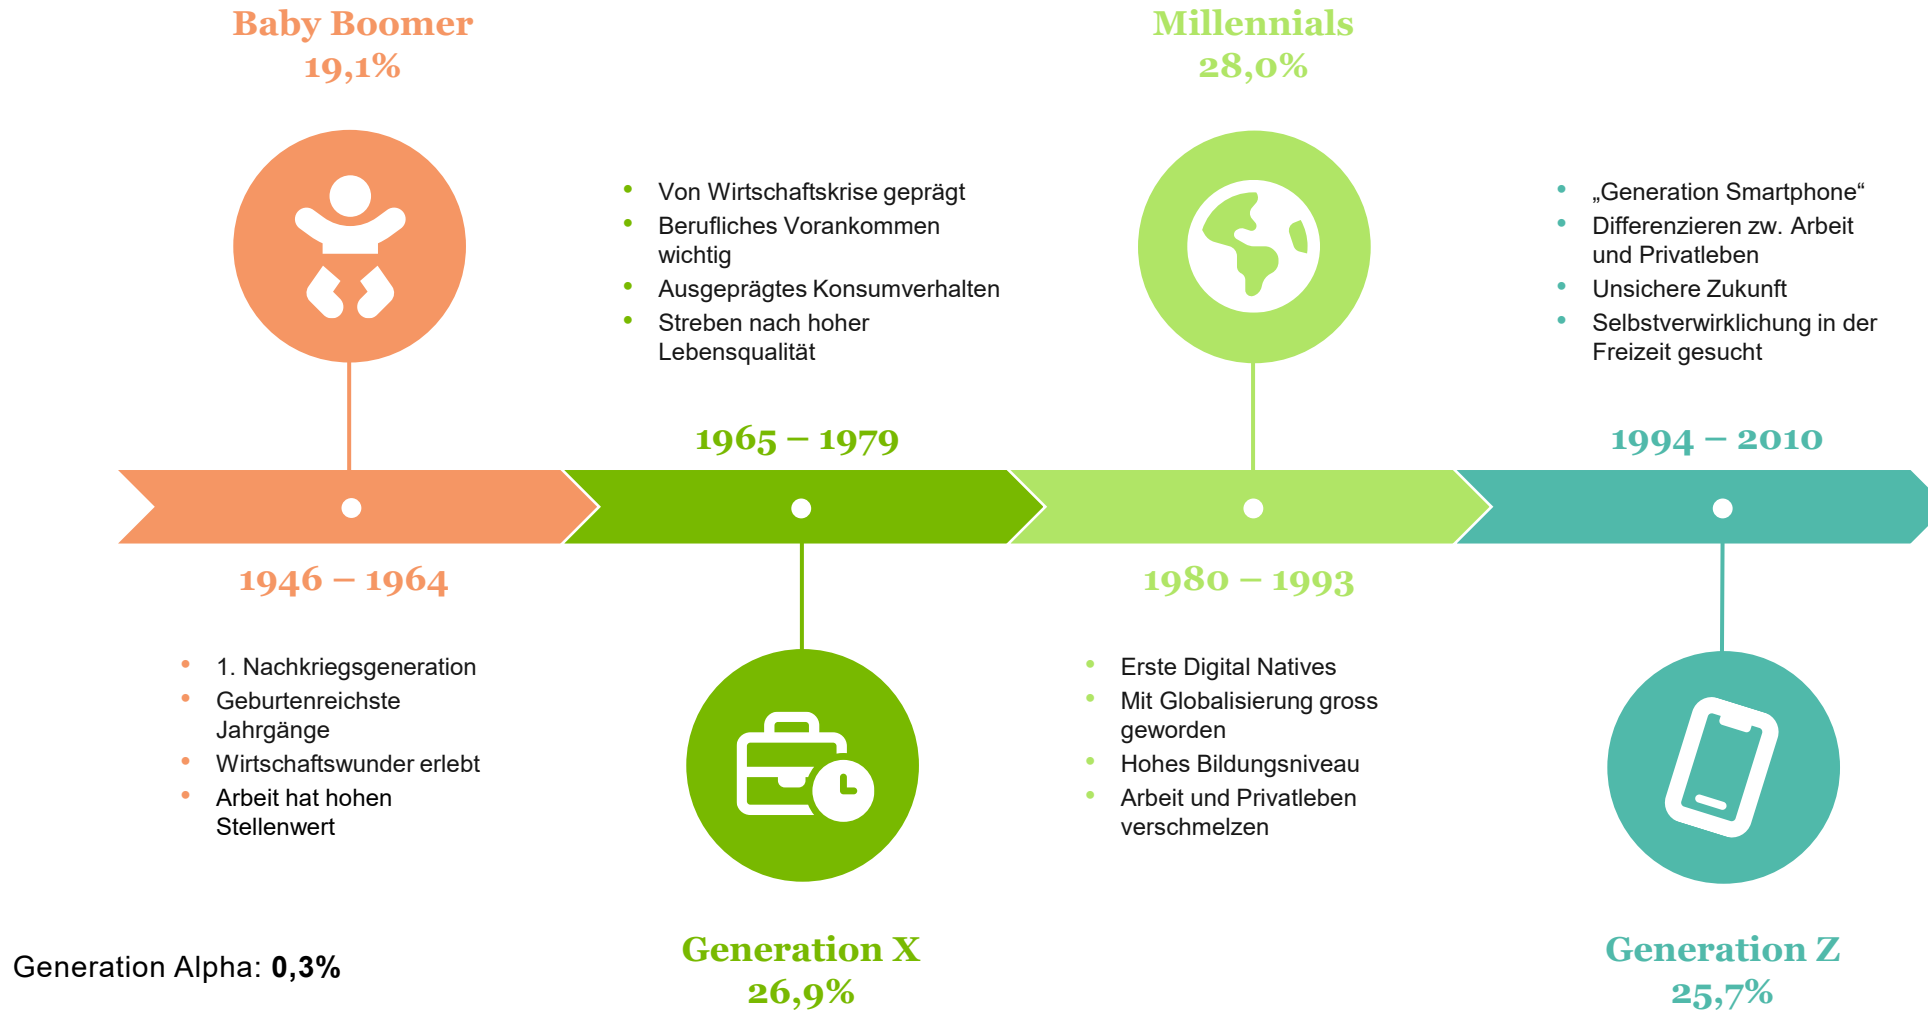 Baby Boomer
19,1%
1946 – 1964
• 1. Nachkriegsgeneration
• Geburtenreichste
Jahrgänge
• Wirtschaftswunder erlebt
• Arbeit hat hohen
Stellenwert
• Von Wirtschaftskrise geprägt
• Berufliches Vorankommen
wichtig
• Ausgeprägtes Konsumverhalten
• Streben nach hoher
Lebensqualität
1965 – 1979
Generation X
26,9%
Millennials
28,0%
1980 – 1993
• Erste Digital Natives
• Mit Globalisierung gross
geworden
• Hohes Bildungsniveau
• Arbeit und Privatleben
verschmelzen
• „Generation Smartphone“
• Differenzieren zw. Arbeit
und Privatleben
• Unsichere Zukunft
• Selbstverwirklichung in der
Freizeit gesucht
1994 – 2010
Generation Z
25,7%
Generation Alpha: 0,3%